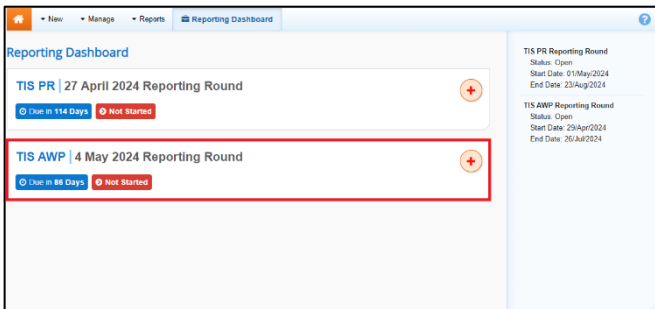 New Manage Reports Reporting Dashboard
Reporting Dashboard
TIS PR | 27 April 2024 Reporting Round
Due in 114 Days Not Started
TIS AWP | 4 May 2024 Reporting Round
Due in 86 Days Not Started
TIS PR Reporting Round
Status: Open
Start Date: 01/May/2024
End Date: 23/Aug/2024
TIS AWP Reporting Round
Status: Open
Start Date: 29/Apr/2024
End Date: 26/Jul/2024